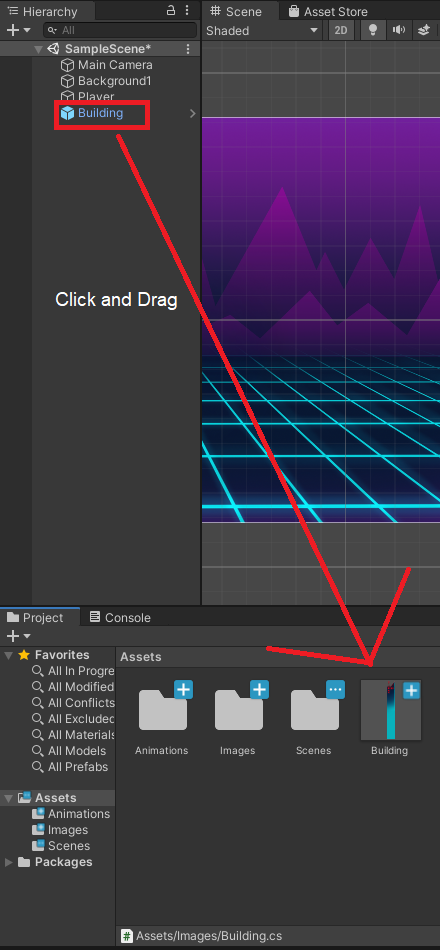 Hierarchy
All
SampleScene*
Main Camera
Background1
Player
Building
Click and Drag
Scene
Asset Store
Shaded
2D
Project
Console
Favorites
All In Progre
All Modified
All Conflicts
All Excluded
All Materials
All Models
All Prefabs
Assets
Animations
Images
Scenes
Packages
Assets
Animations
Images
Scenes
Building
Assets/Images/Building.cs